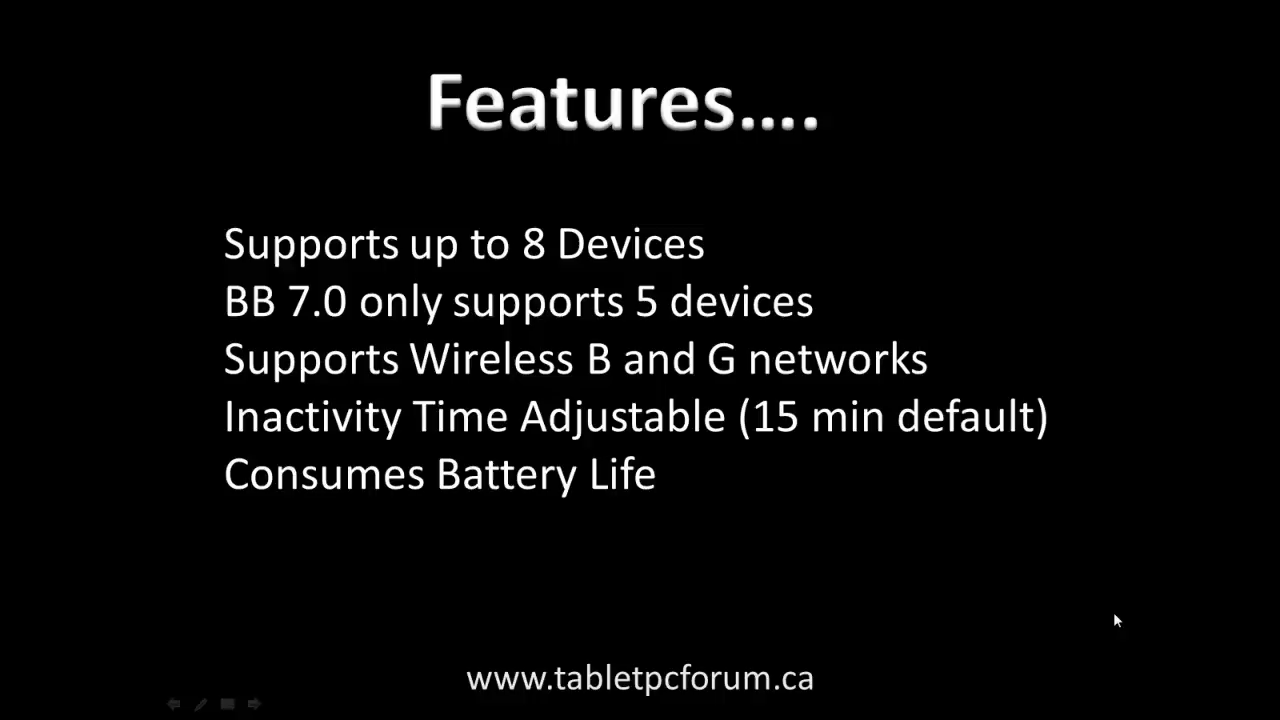 Features....
Supports up to 8 Devices
BB 7.0 only supports 5 devices
Supports Wireless B and G networks
Inactivity Time Adjustable (15 min default)
Consumes Battery Life
www.tabletpcforum.ca